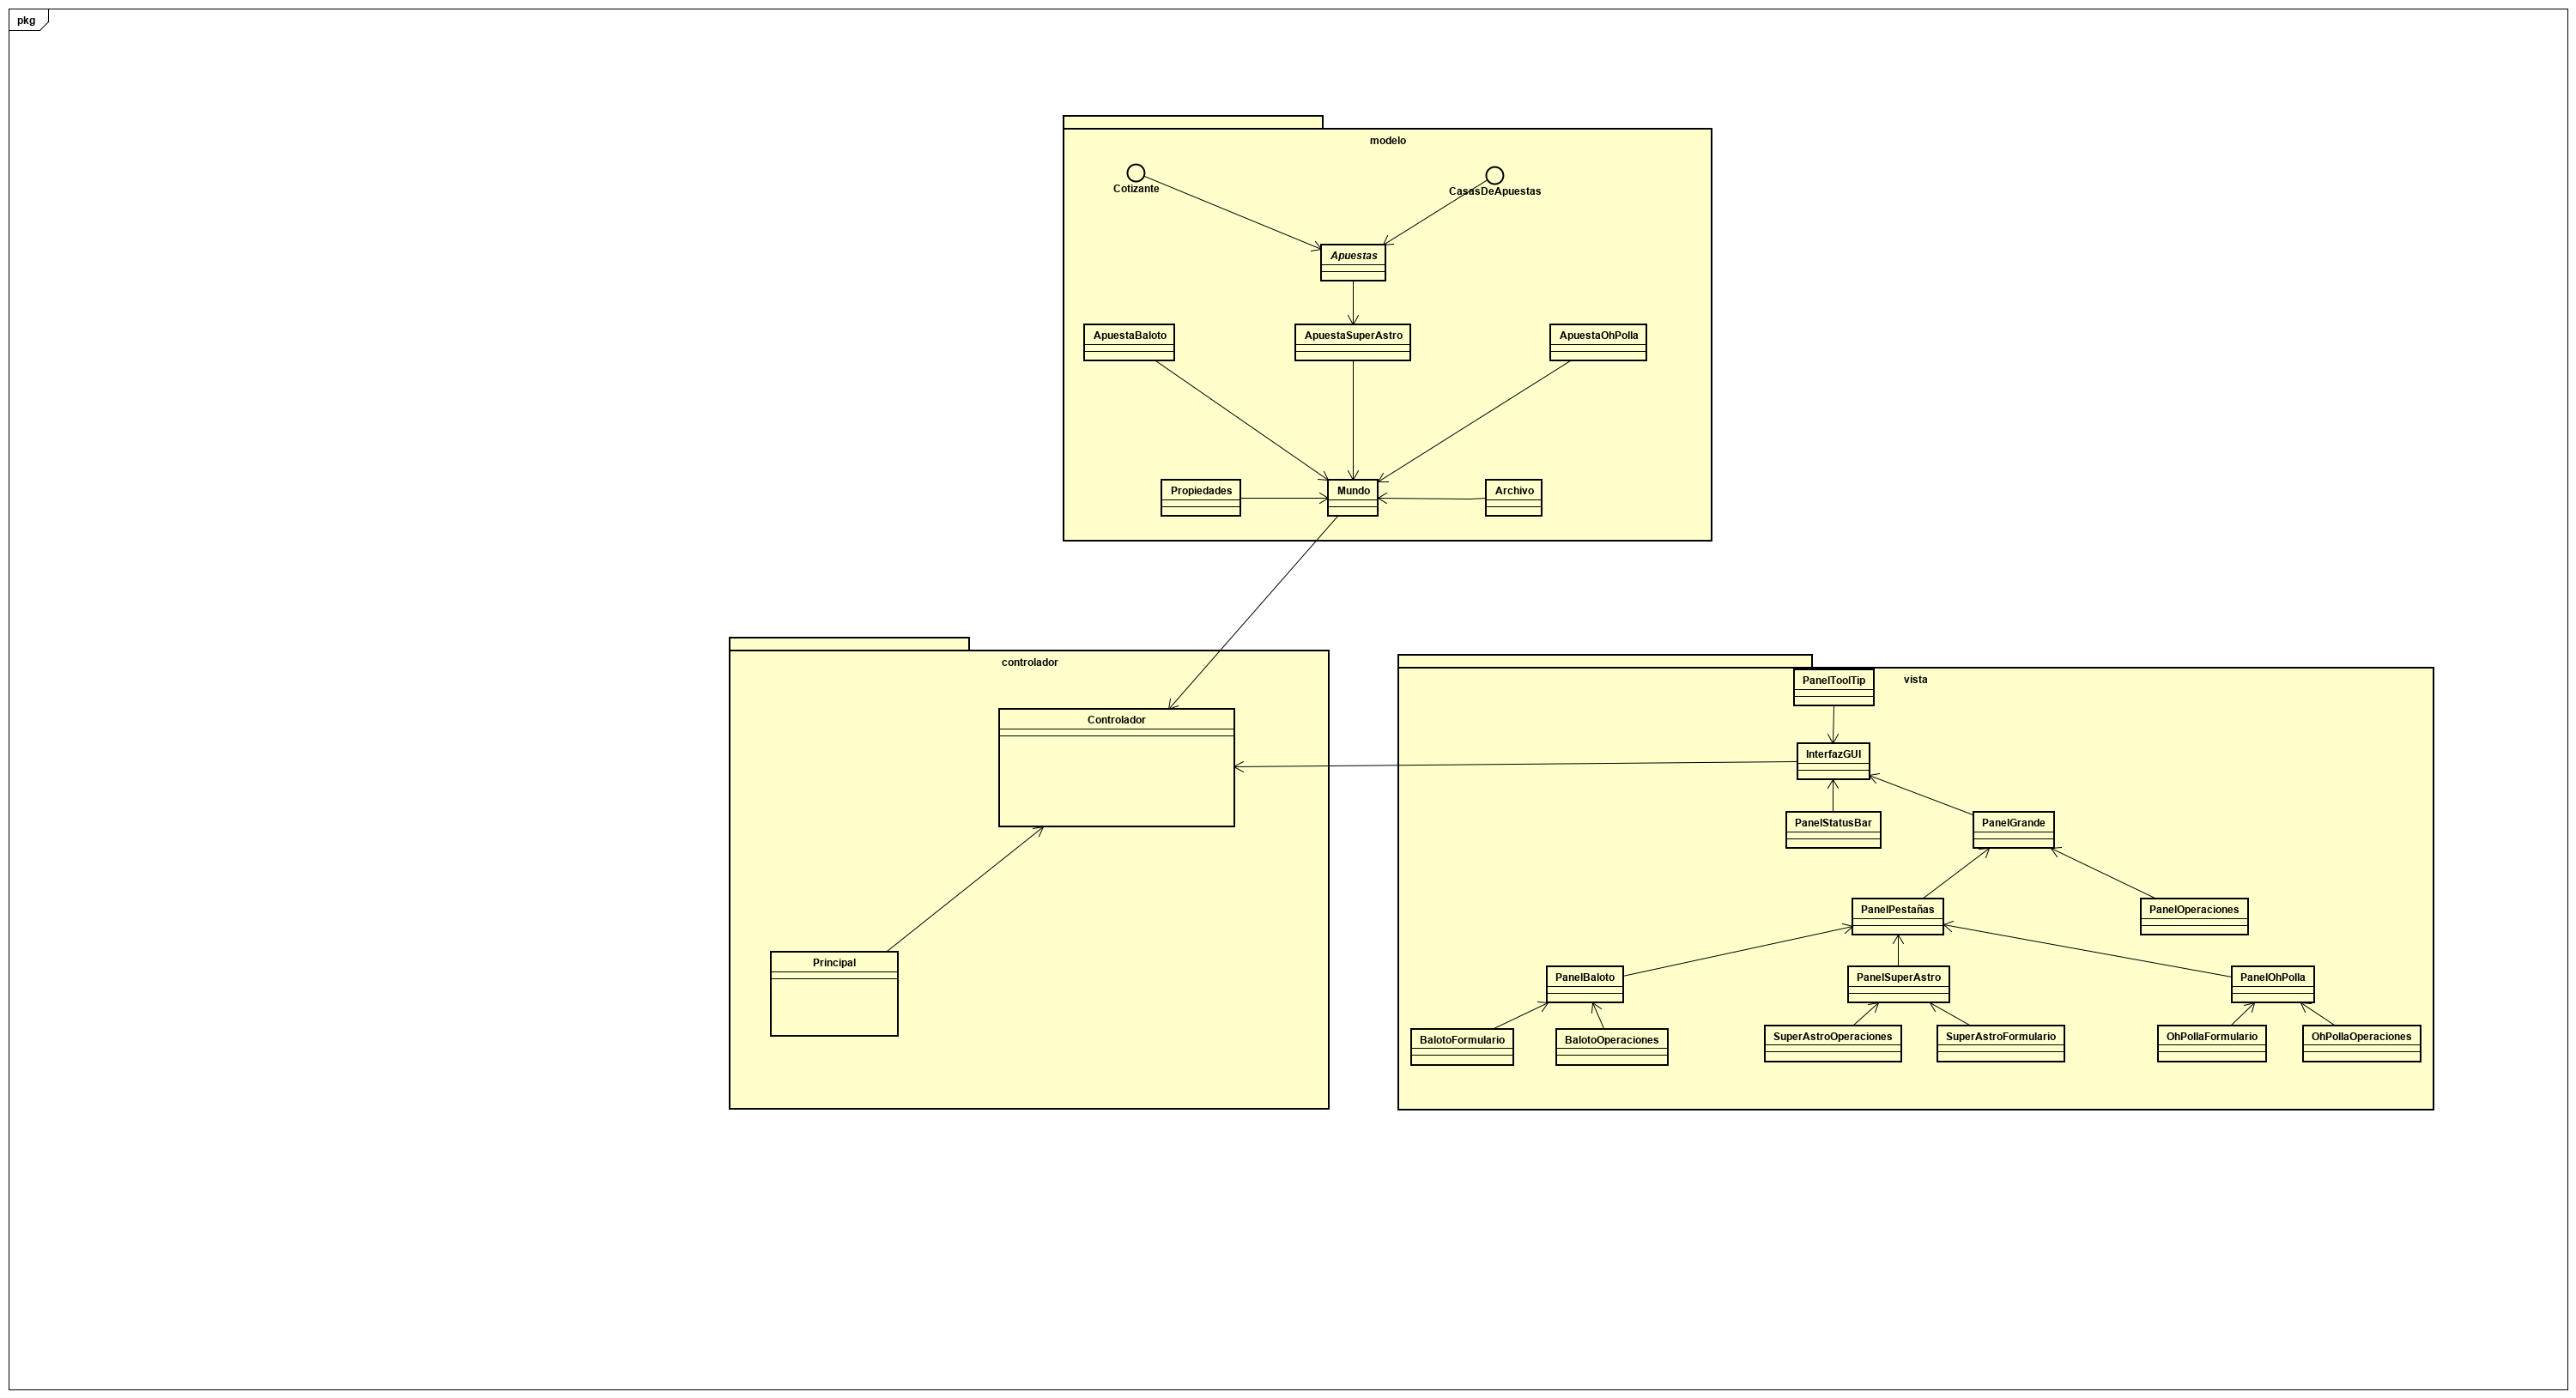 pkg
modelo
Cotizante
CasasDeApuestas
Apuestas
ApuestaBaloto
ApuestaSuperAstro
ApuestaOhPolla
Propiedades
Mundo
Archivo
controlador
Controlador
Principal
vista
PanelToolTip
InterfazGUI
PanelStatusBar
PanelGrande
PanelPestañas
PanelOperaciones
PanelBaloto
PanelSuperAstro
PanelOhPolla
BalotoFormulario
BalotoOperaciones
SuperAstroOperaciones
SuperAstroFormulario
OhPollaFormulario
OhPollaOperaciones